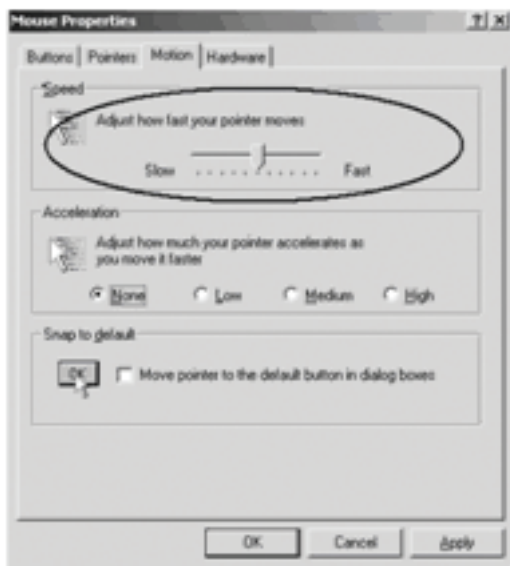 Mouse Properties
? X
Buttons Pointers Motion Hardware
Speed
Adjust how fast your pointer moves
Slow Fast
Acceleration
Adjust how much your pointer accelerates as
you move it faster
None Low Medium High
Snap to default
OK Move pointer to the default button in dialog boxes
OK Cancel Apply